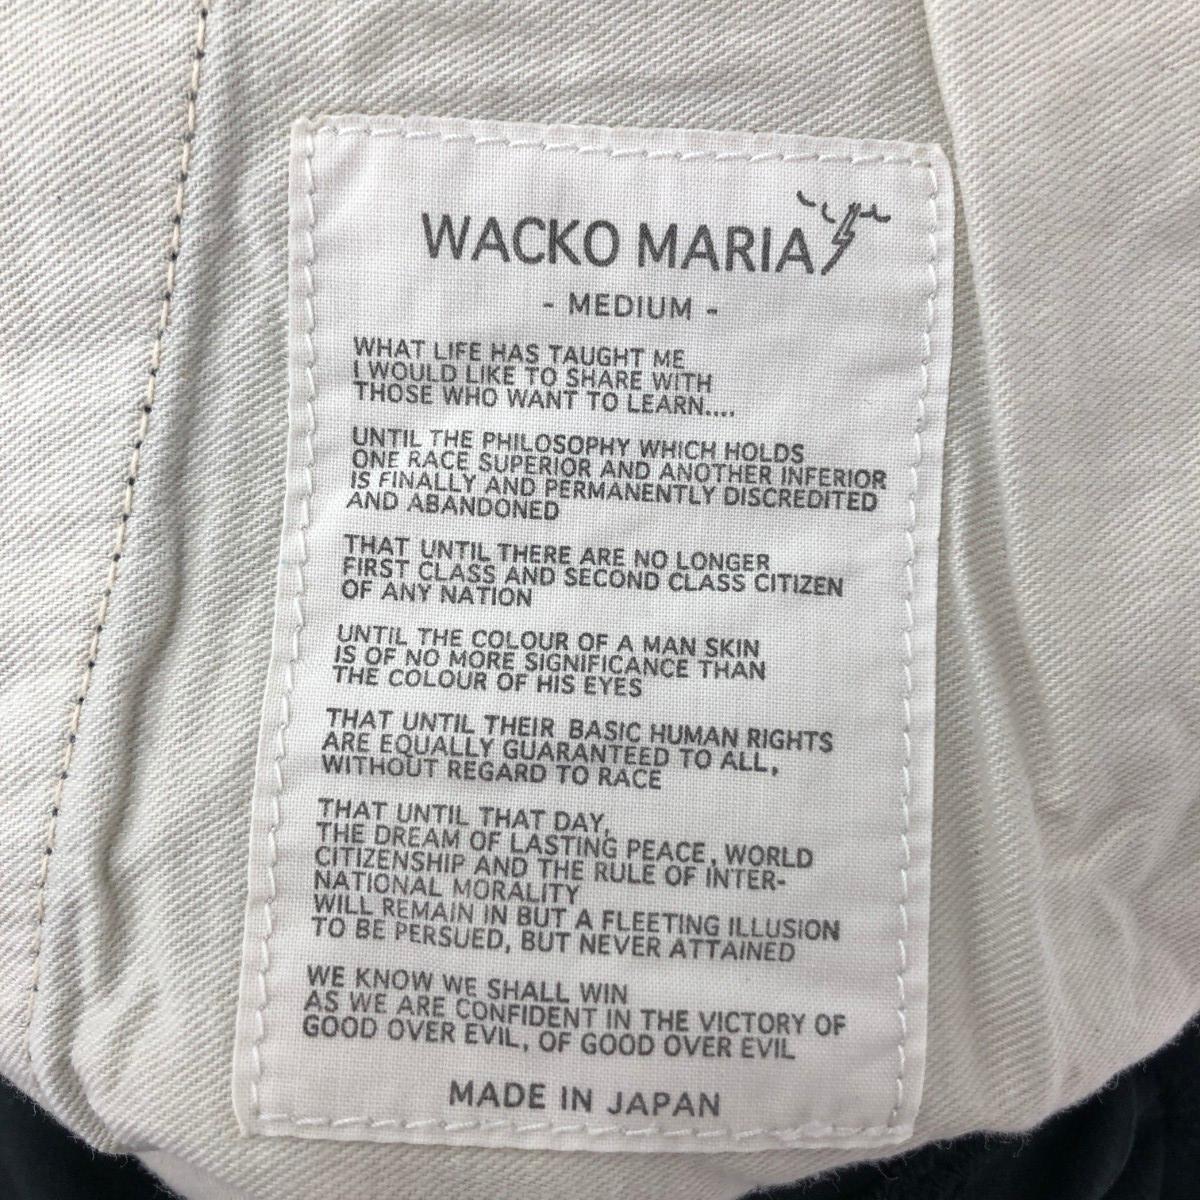 WACKO MARIA
- MEDIUM -
WHAT LIFE HAS TAUGHT ME
I WOULD LIKE TO SHARE WITH
THOSE WHO WANT TO LEARN....
UNTIL THE PHILOSOPHY WHICH HOLDS
ONE RACE SUPERIOR AND ANOTHER INFERIOR
IS FINALLY AND PERMANENTLY DISCREDITED
AND ABANDONED
THAT UNTIL THERE ARE NO LONGER
FIRST CLASS AND SECOND CLASS CITIZEN
OF ANY NATION
UNTIL THE COLOUR OF A MAN SKIN
IS OF NO MORE SIGNIFICANCE THAN
THE COLOUR OF HIS EYES
THAT UNTIL THEIR BASIC HUMAN RIGHTS
ARE EQUALLY GUARANTEED TO ALL,
WITHOUT REGARD TO RACE
THAT UNTIL THAT DAY,
THE DREAM OF LASTING PEACE, WORLD
CITIZENSHIP AND THE RULE OF INTER-
NATIONAL MORALITY
WILL REMAIN IN BUT A FLEETING ILLUSION
TO BE PERSUED, BUT NEVER ATTAINED
WE KNOW WE SHALL WIN
AS WE ARE CONFIDENT IN THE VICTORY OF
GOOD OVER EVIL, OF GOOD OVER EVIL
MADE IN JAPAN